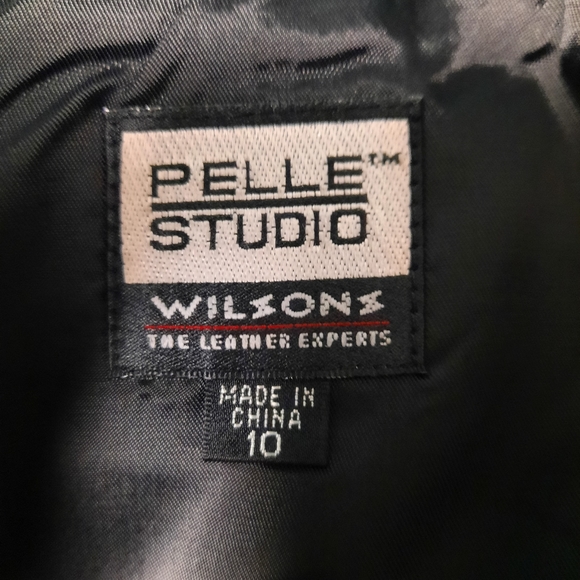 PELLE™
STUDIO
WILSONS
THE LEATHER EXPERTS
MADE IN
CHINA
10